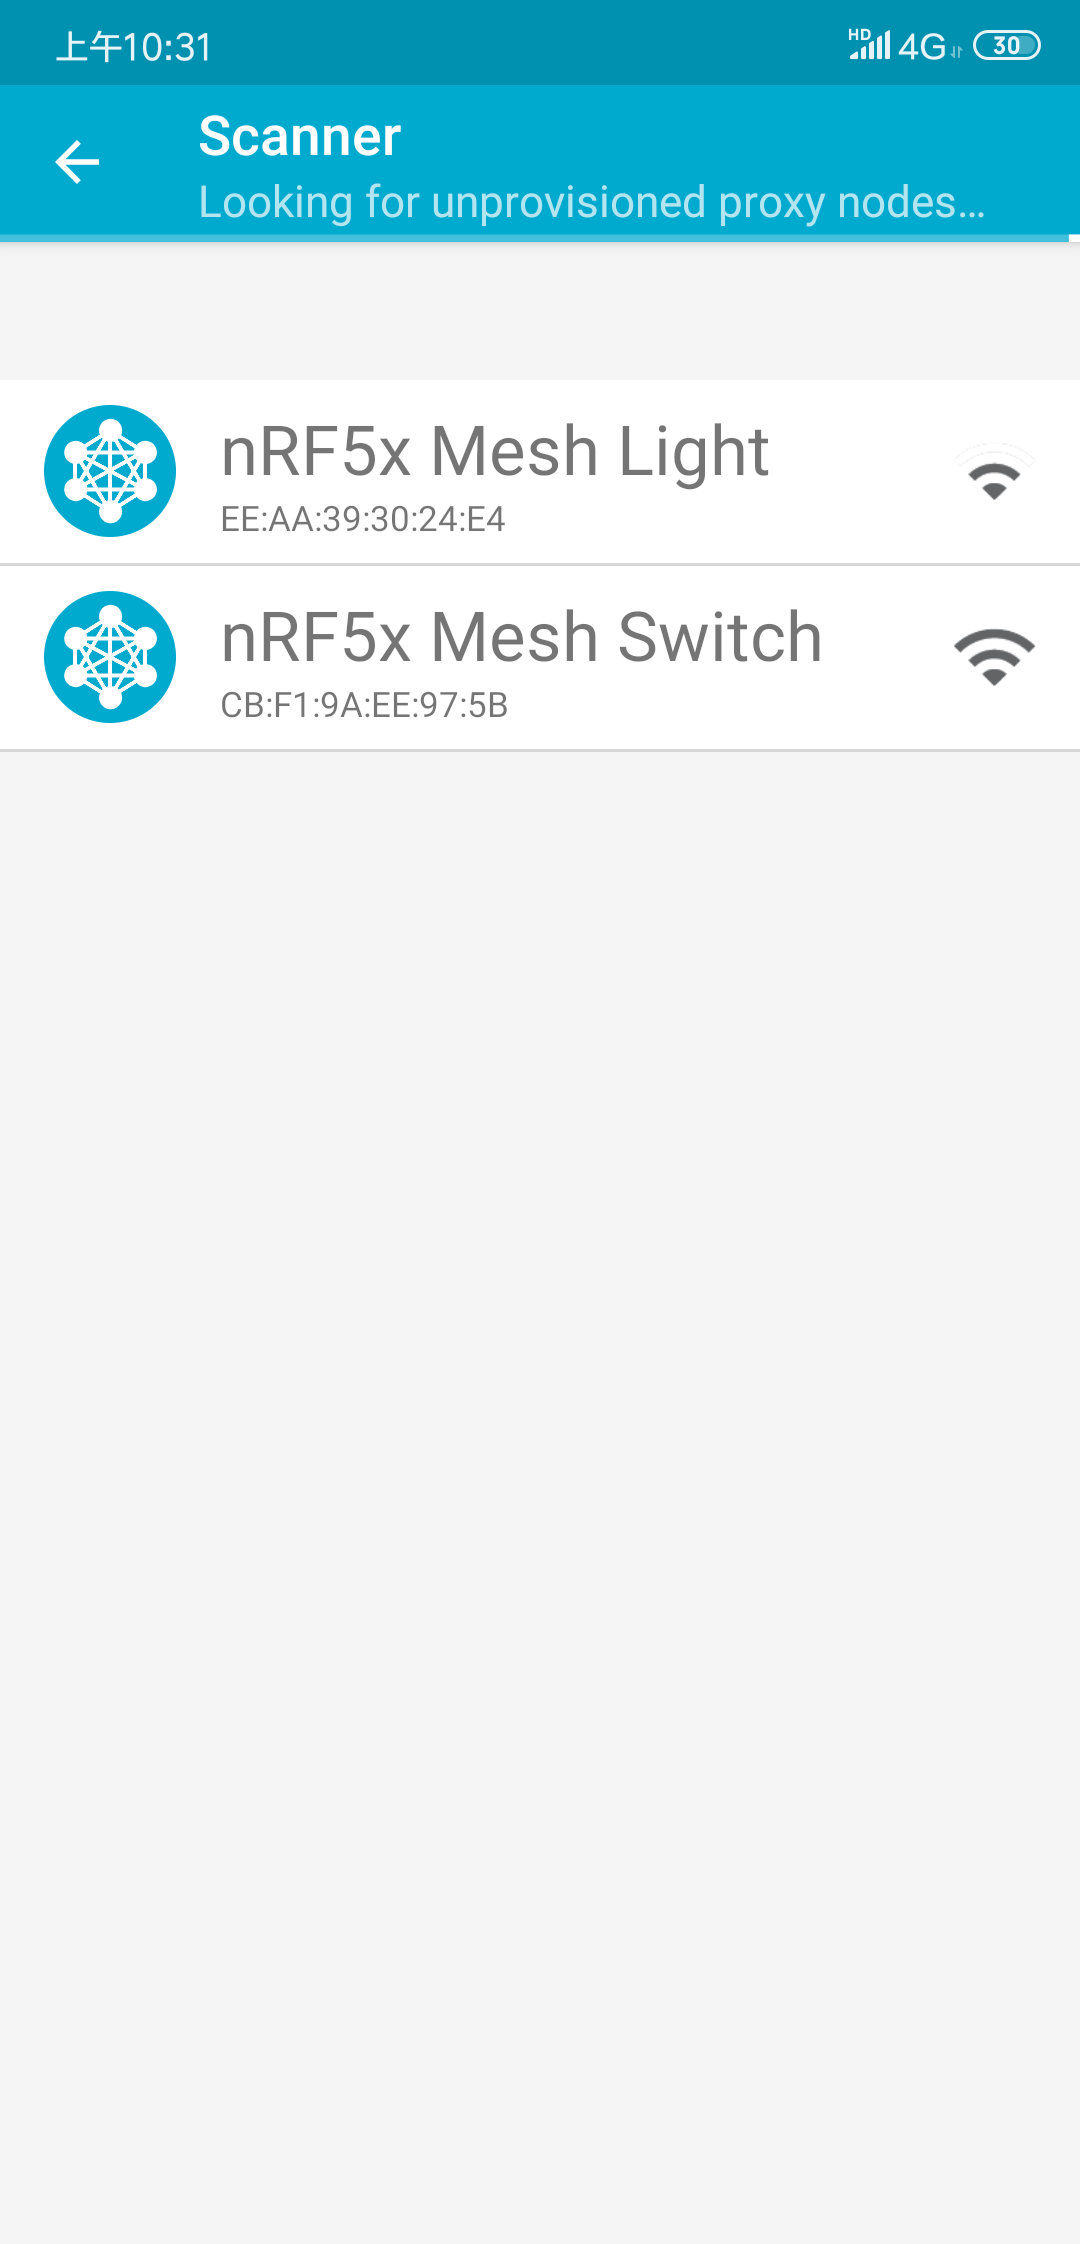 上午10:31 HD 4G 30
Scanner
Looking for unprovisioned proxy nodes…
nRF5x Mesh Light
EE:AA:39:30:24:E4
nRF5x Mesh Switch
CB:F1:9A:EE:97:5B